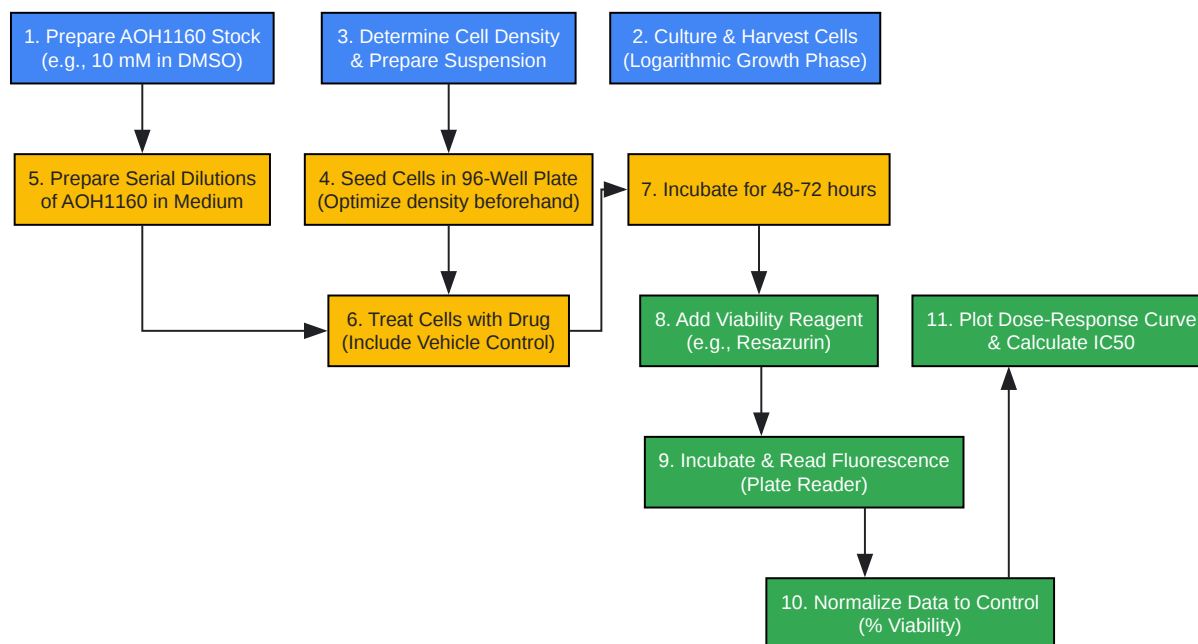 1. Prepare AOH1160 Stock
(e.g., 10 mM in DMSO)
3. Determine Cell Density
& Prepare Suspension
2. Culture & Harvest Cells
(Logarithmic Growth Phase)
5. Prepare Serial Dilutions
of AOH1160 in Medium
4. Seed Cells in 96-Well Plate
(Optimize density beforehand)
7. Incubate for 48-72 hours
6. Treat Cells with Drug
(Include Vehicle Control)
8. Add Viability Reagent
(e.g., Resazurin)
11. Plot Dose-Response Curve
& Calculate IC50
9. Incubate & Read Fluorescence
(Plate Reader)
10. Normalize Data to Control
(% Viability)